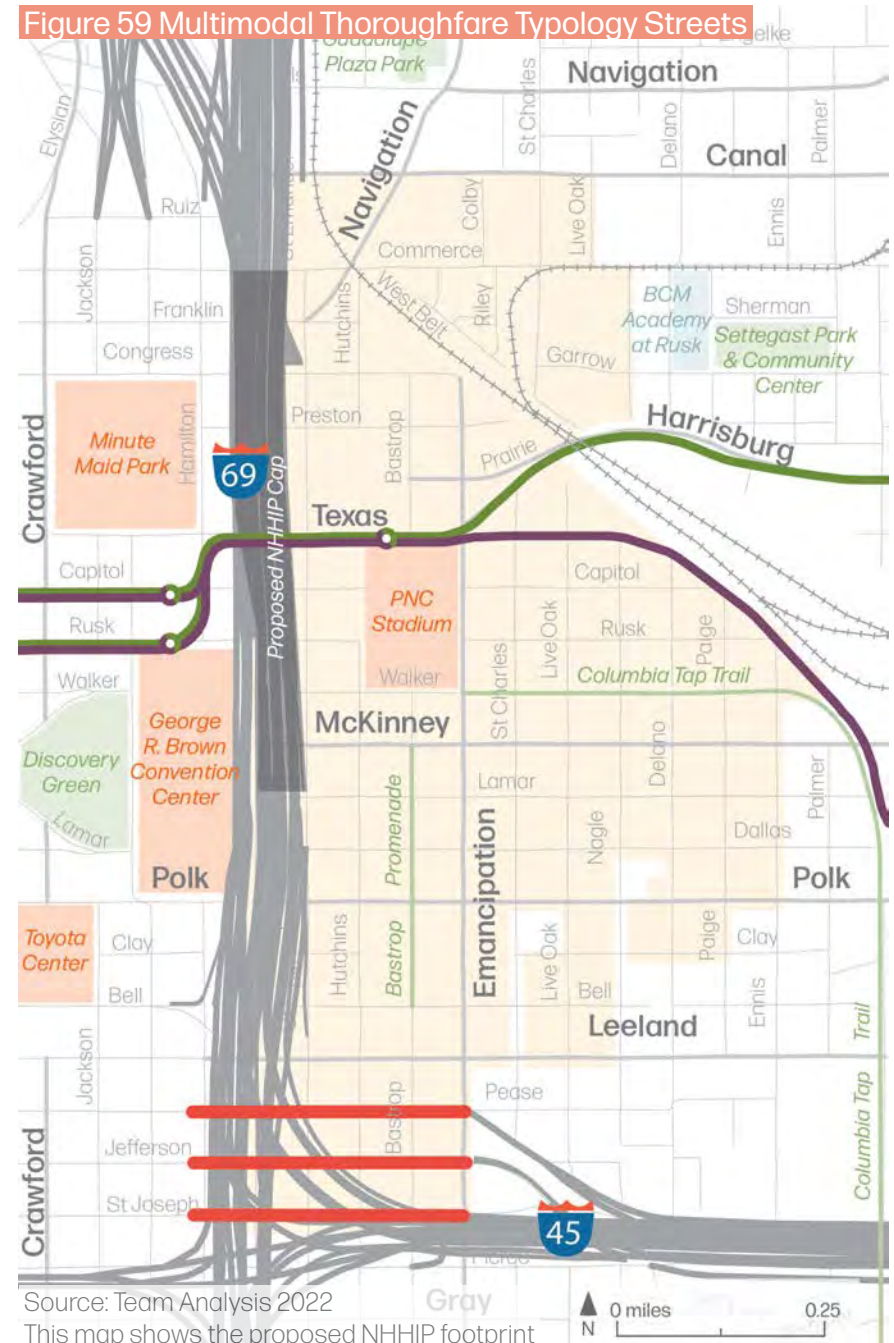 Figure 59 Multimodal Thoroughfare Typology Streets
Guadalupe
Plaza Park
Navigation
St Charles
Elysian
Delano
Palmer
Canal
Navigation
Ruiz
St Emanuel
Colby
Live Oak
Ennis
Commerce
Jackson
Franklin
Hutchins
West Belt
Riley
BCM
Academy
at Rusk
Sherman
Settegast Park
& Community
Center
Congress
Garrow
Crawford
Minute
Maid Park
Hamilton
69
Proposed NHHIP Cap
Preston
Bastrop
Prairie
Harrisburg
Texas
Capitol
Capitol
PNC
Stadium
Rusk
Live Oak
Rusk
Paige
Walker
Walker
St Charles
Columbia Tap Trail
George
R. Brown
Convention
Center
McKinney
Discovery
Green
Delano
Lamar
Promenade
Lamar
Palmer
Emancipation
Nagle
Dallas
Polk
Polk
Toyota
Center
Clay
Hutchins
Bastrop
Live Oak
Paige
Clay
Bell
Bell
Ennis
Leeland
Trail
Jackson
Bastrop
Pease
Columbia Tap
Crawford
Jefferson
St Joseph
45
Pierce
Gray
Source: Team Analysis 2022
N
0 miles
0.25
This map shows the proposed NHHIP footprint